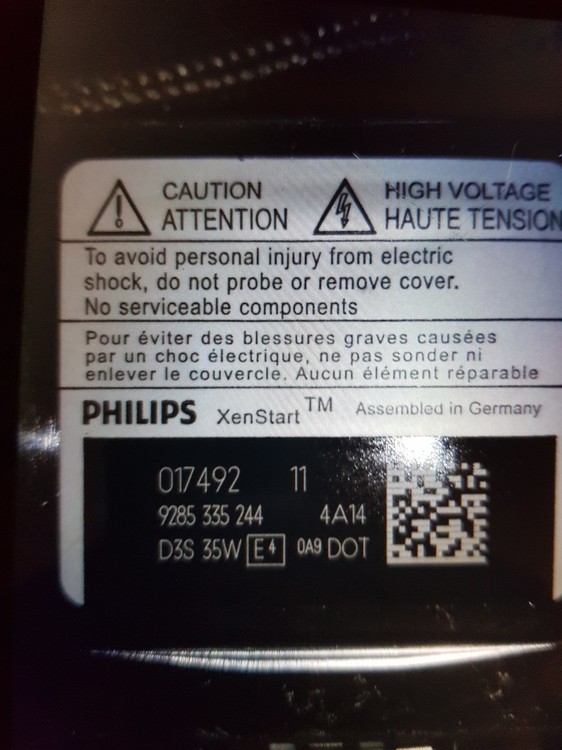 CAUTION
ATTENTION
HIGH VOLTAGE
HAUTE TENSION
To avoid personal injury from electric
shock, do not probe or remove cover.
No serviceable components
Pour éviter des blessures graves causées
par un choc électrique, ne pas sonder ni
enlever le couvercle. Aucun élément réparable
PHILIPS XenStart™ Assembled in Germany
017492 11
9285 335 244 4A14
D3S 35W E4 0A9 DOT